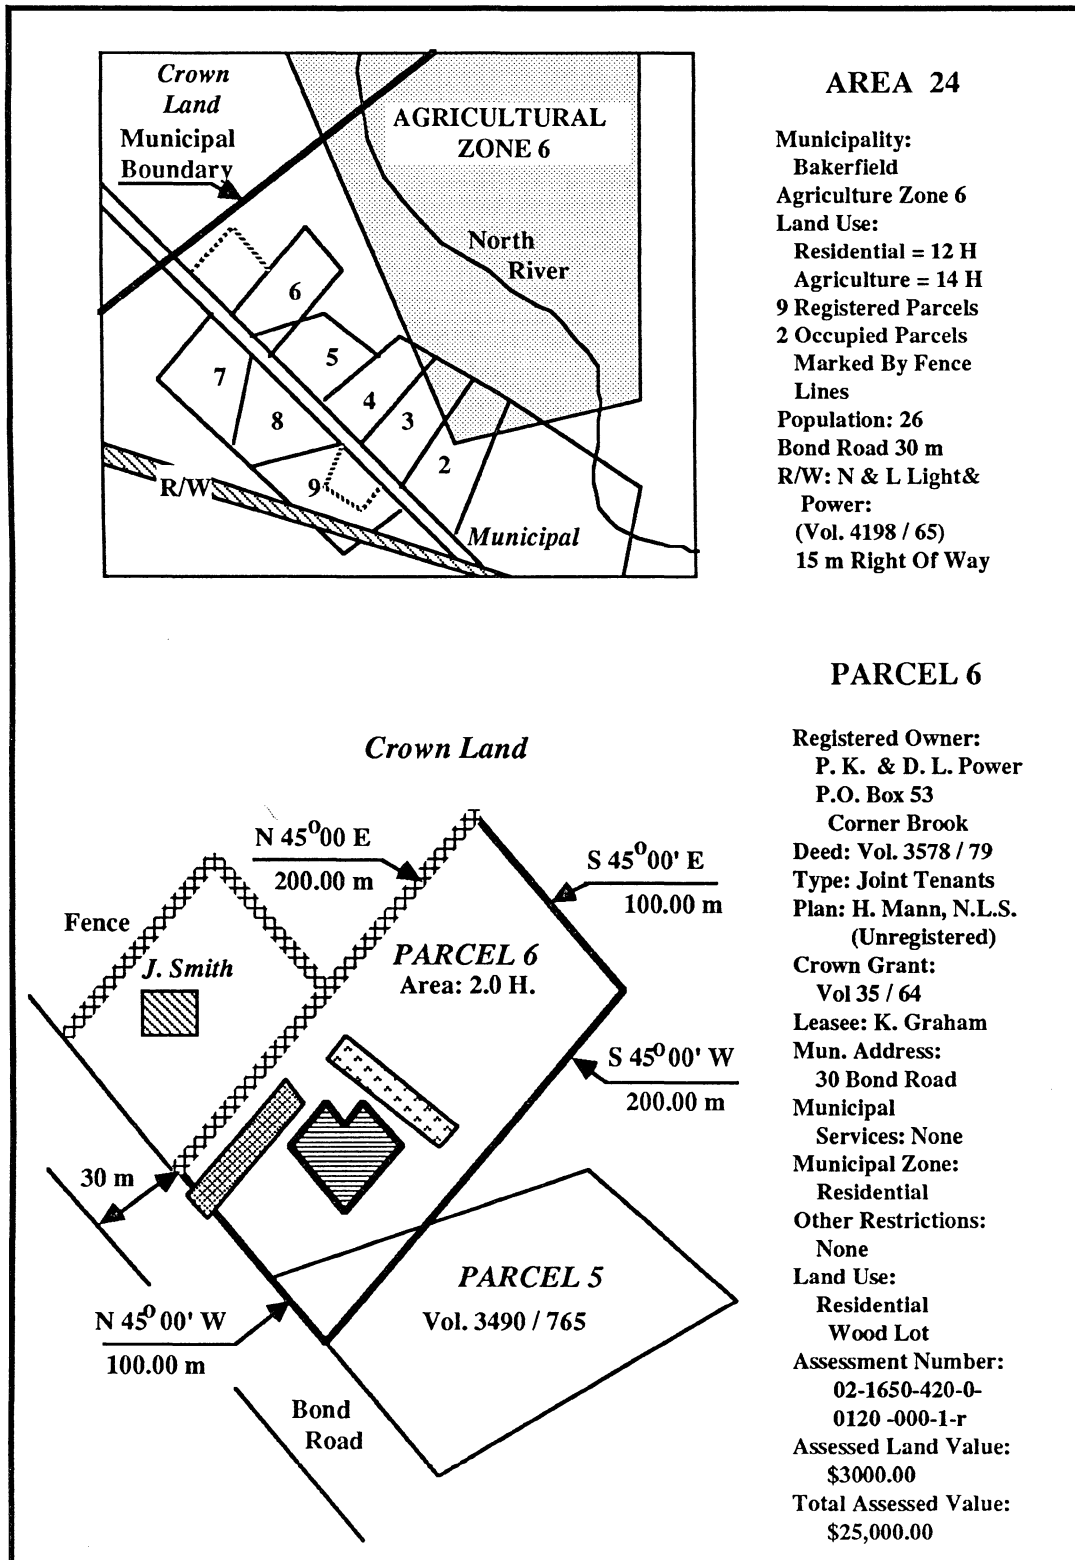 Crown
Land
Municipal
Boundary
AGRICULTURAL
ZONE 6
North
River
6
5
7
4
8
3
2
9
R/W
Municipal
AREA 24
Municipality:
Bakerfield
Agriculture Zone 6
Land Use:
Residential = 12 H
Agriculture = 14 H
9 Registered Parcels
2 Occupied Parcels
Marked By Fence
Lines
Population: 26
Bond Road 30 m
R/W: N & L Light&
Power:
(Vol. 4198 / 65)
15 m Right Of Way
Crown Land
N 45⁰00 E
200.00 m
S 45⁰00' E
100.00 m
Fence
J. Smith
PARCEL 6
Area: 2.0 H.
S 45⁰00' W
200.00 m
30 m
PARCEL 5
Vol. 3490 / 765
N 45⁰ 00' W
100.00 m
Bond
Road
PARCEL 6
Registered Owner:
P. K. & D. L. Power
P.O. Box 53
Corner Brook
Deed: Vol. 3578 / 79
Type: Joint Tenants
Plan: H. Mann, N.L.S.
(Unregistered)
Crown Grant:
Vol 35 / 64
Leasee: K. Graham
Mun. Address:
30 Bond Road
Municipal
Services: None
Municipal Zone:
Residential
Other Restrictions:
None
Land Use:
Residential
Wood Lot
Assessment Number:
02-1650-420-0-
0120 -000-1-r
Assessed Land Value:
$3000.00
Total Assessed Value:
$25,000.00